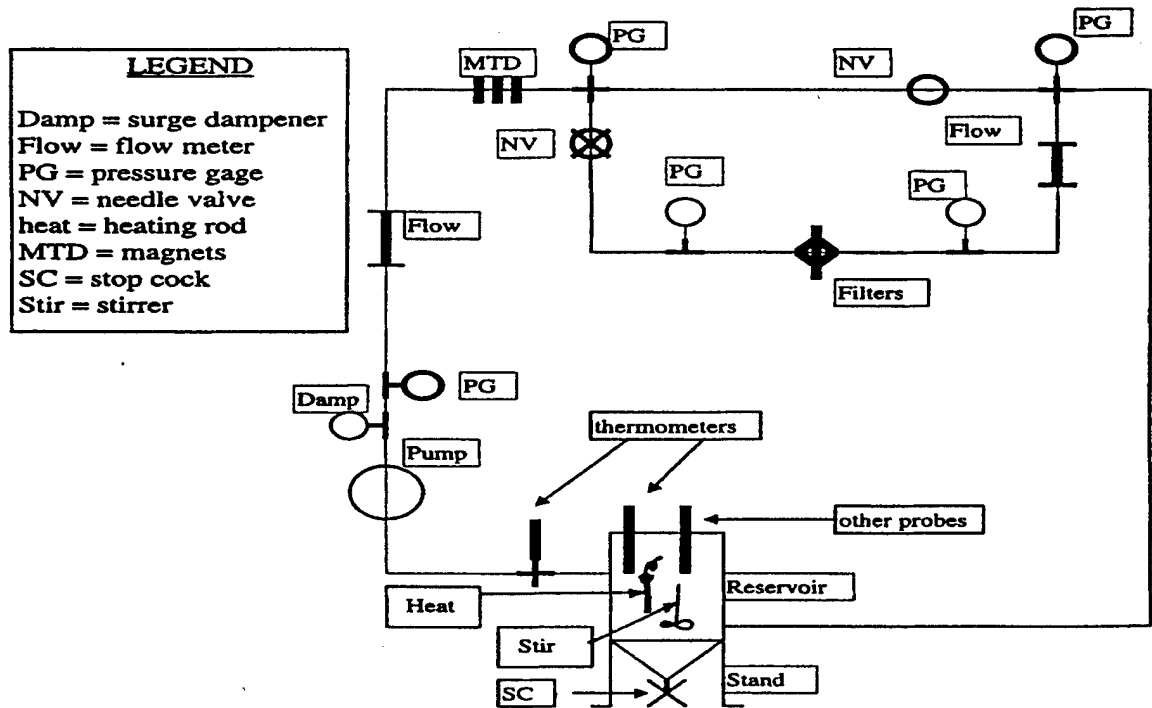 LEGEND
Damp = surge dampener
Flow = flow meter
PG = pressure gage
NV = needle valve
heat = heating rod
MTD = magnets
SC = stop cock
Stir = stirrer
PG
PG
MTD
NV
NV
Flow
PG
PG
Flow
Filters
PG
Damp
thermometers
Pump
other probes
Reservoir
Heat
Stir
Stand
SC